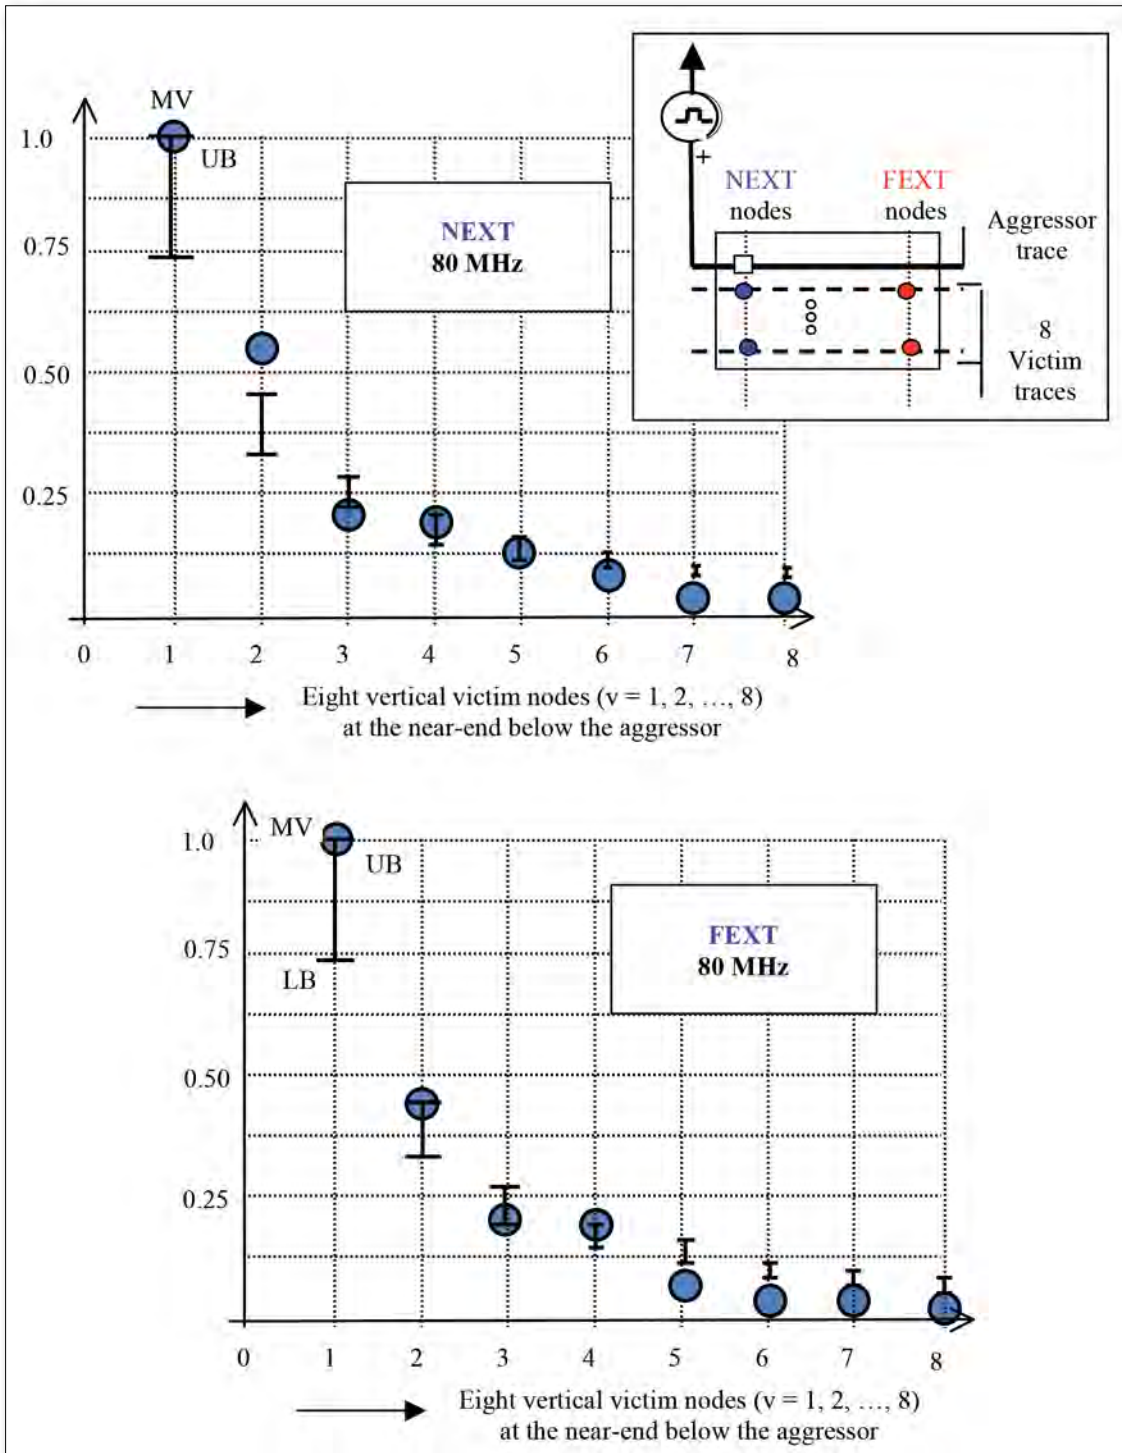 MV
1.0
UB
0.75
0.50
0.25
NEXT
80 MHz
+
NEXT
nodes
FEXT
nodes
Aggressor
trace
8
Victim
traces
0 1 2 3 4 5 6 7 8
Eight vertical victim nodes (v = 1, 2, …, 8)
at the near-end below the aggressor
MV
1.0
UB
0.75
LB
0.50
0.25
FEXT
80 MHz
0 1 2 3 4 5 6 7 8
Eight vertical victim nodes (v = 1, 2, …, 8)
at the near-end below the aggressor